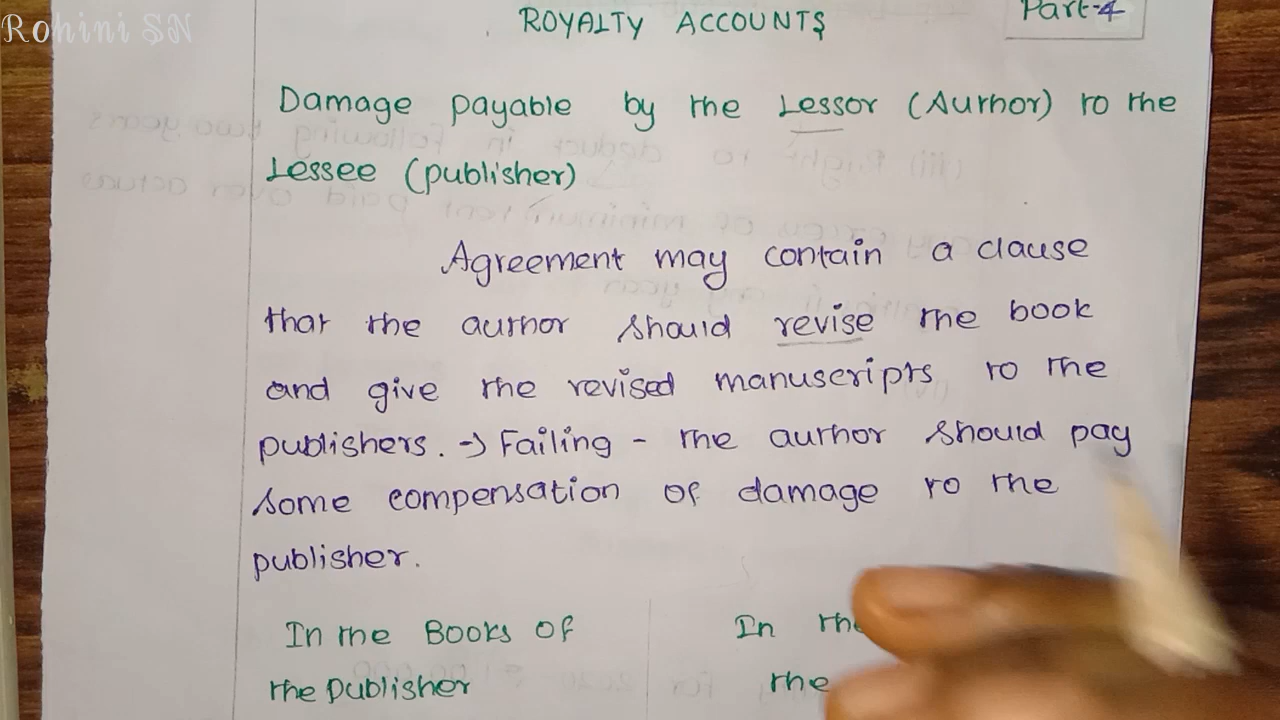 Rohini SN
ROYALTY ACCOUNTS
Part-4
Damage payable by the Lessor (Author) to the
Lessee (publisher)
Agreement may contain a clause
that the author should revise the book
and give the revised manuscripts to the
publishers. → Failing - the author should pay
some compensation of damage to the
publisher.
In the Books of
the publisher
In the
the